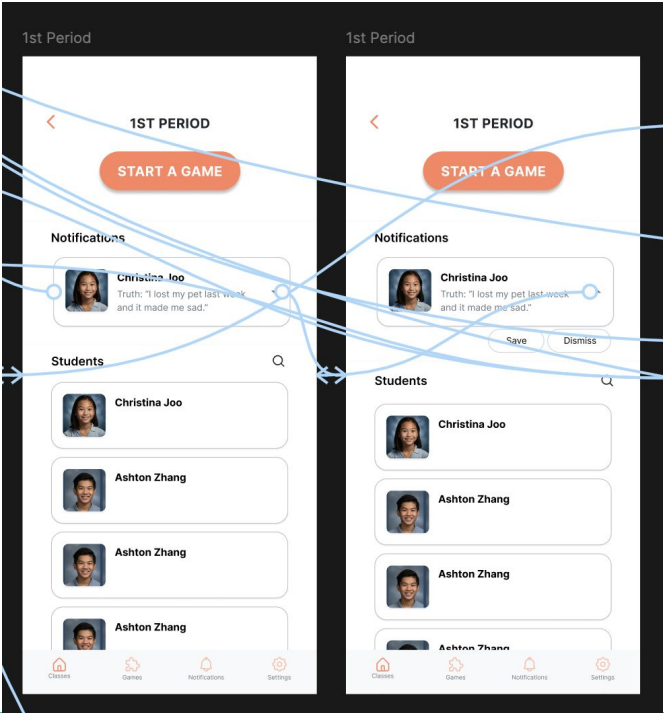 1st Period
1ST PERIOD
START A GAME
Notifications
Christina Joo
Truth: "I lost my pet last week
and it made me sad."
Students
Christina Joo
Ashton Zhang
Ashton Zhang
Ashton Zhang
Classes
Games
Notifications
Settings
1st Period
1ST PERIOD
START A GAME
Notifications
Christina Joo
Truth: "I lost my pet last week
and it made me sad."
Save
Dismiss
Students
Christina Joo
Ashton Zhang
Ashton Zhang
Ashton Zhang
Classes
Games
Notifications
Settings